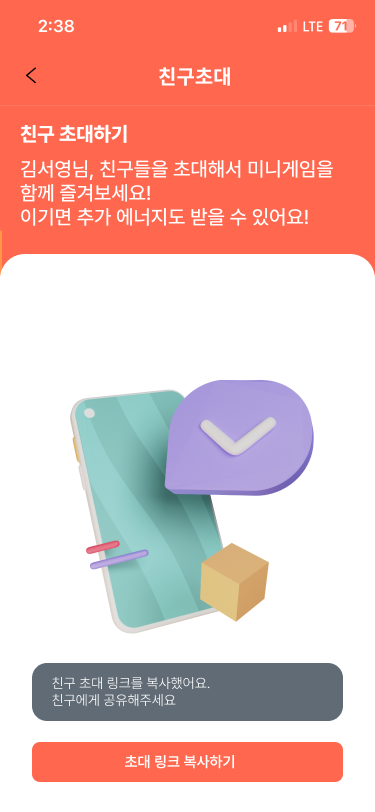 2:38
LTE
71
친구초대
친구 초대하기
김서영님, 친구들을 초대해서 미니게임을
함께 즐겨보세요!
이기면 추가 에너지도 받을 수 있어요!
친구 초대 링크를 복사했어요.
친구에게 공유해주세요
초대 링크 복사하기